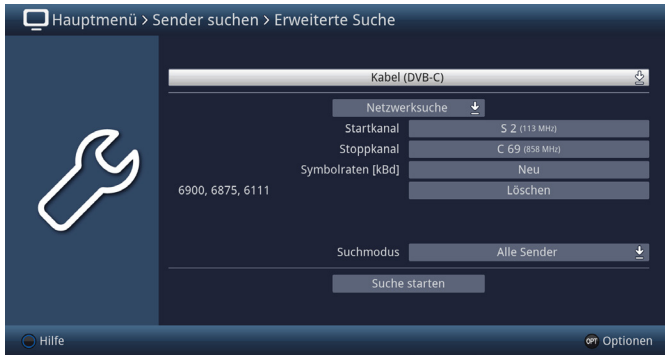 Hauptmenü > Sender suchen > Erweiterte Suche
Kabel (DVB-C)
Netzwerksuche
Startkanal S 2 (113 MHz)
Stoppkanal C 69 (858 MHz)
Symbolraten [kBd] Neu
6900, 6875, 6111 Löschen
Suchmodus Alle Sender
Suche starten
Hilfe OPT Optionen